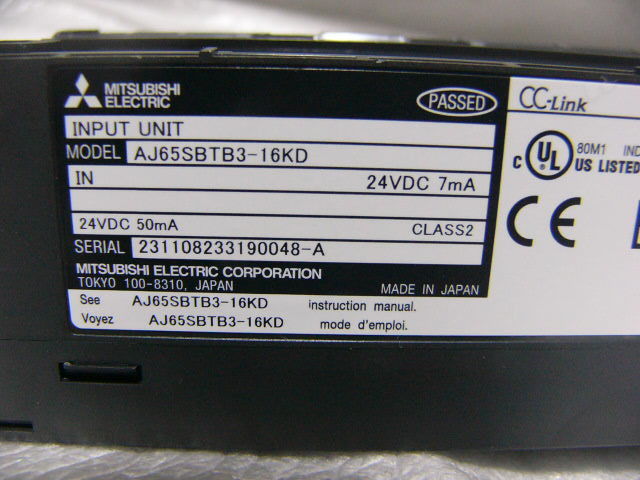 MITSUBISHI
ELECTRIC
PASSED
INPUT UNIT
MODEL AJ65SBTB3-16KD
IN 24VDC 7mA
24VDC 50mA CLASS2
SERIAL 231108233190048-A
MITSUBISHI ELECTRIC CORPORATION
TOKYO 100-8310, JAPAN MADE IN JAPAN
See AJ65SBTB3-16KD instruction manual.
Voyez AJ65SBTB3-16KD mode d'emploi.
CC-Link
C UL US LISTED
80M1 IND
CE